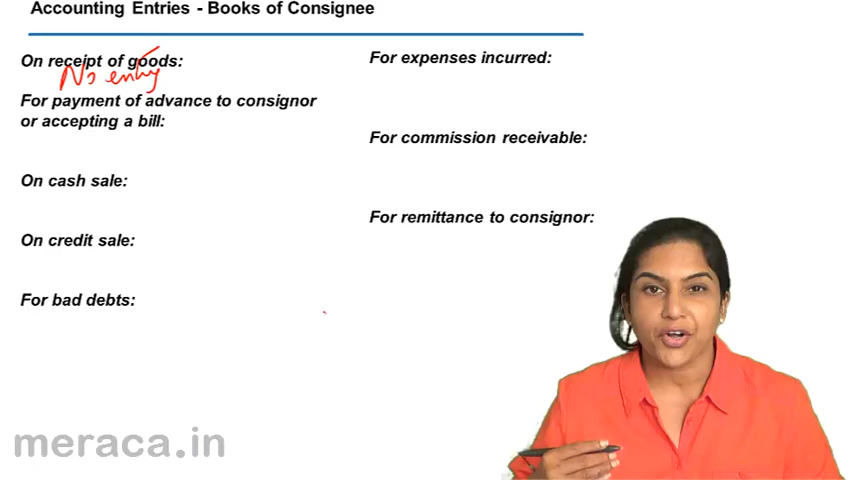 Accounting Entries - Books of Consignee
On receipt of goods:
No entry
For payment of advance to consignor
or accepting a bill:
On cash sale:
On credit sale:
For bad debts:
For expenses incurred:
For commission receivable:
For remittance to consignor:
meraca.in